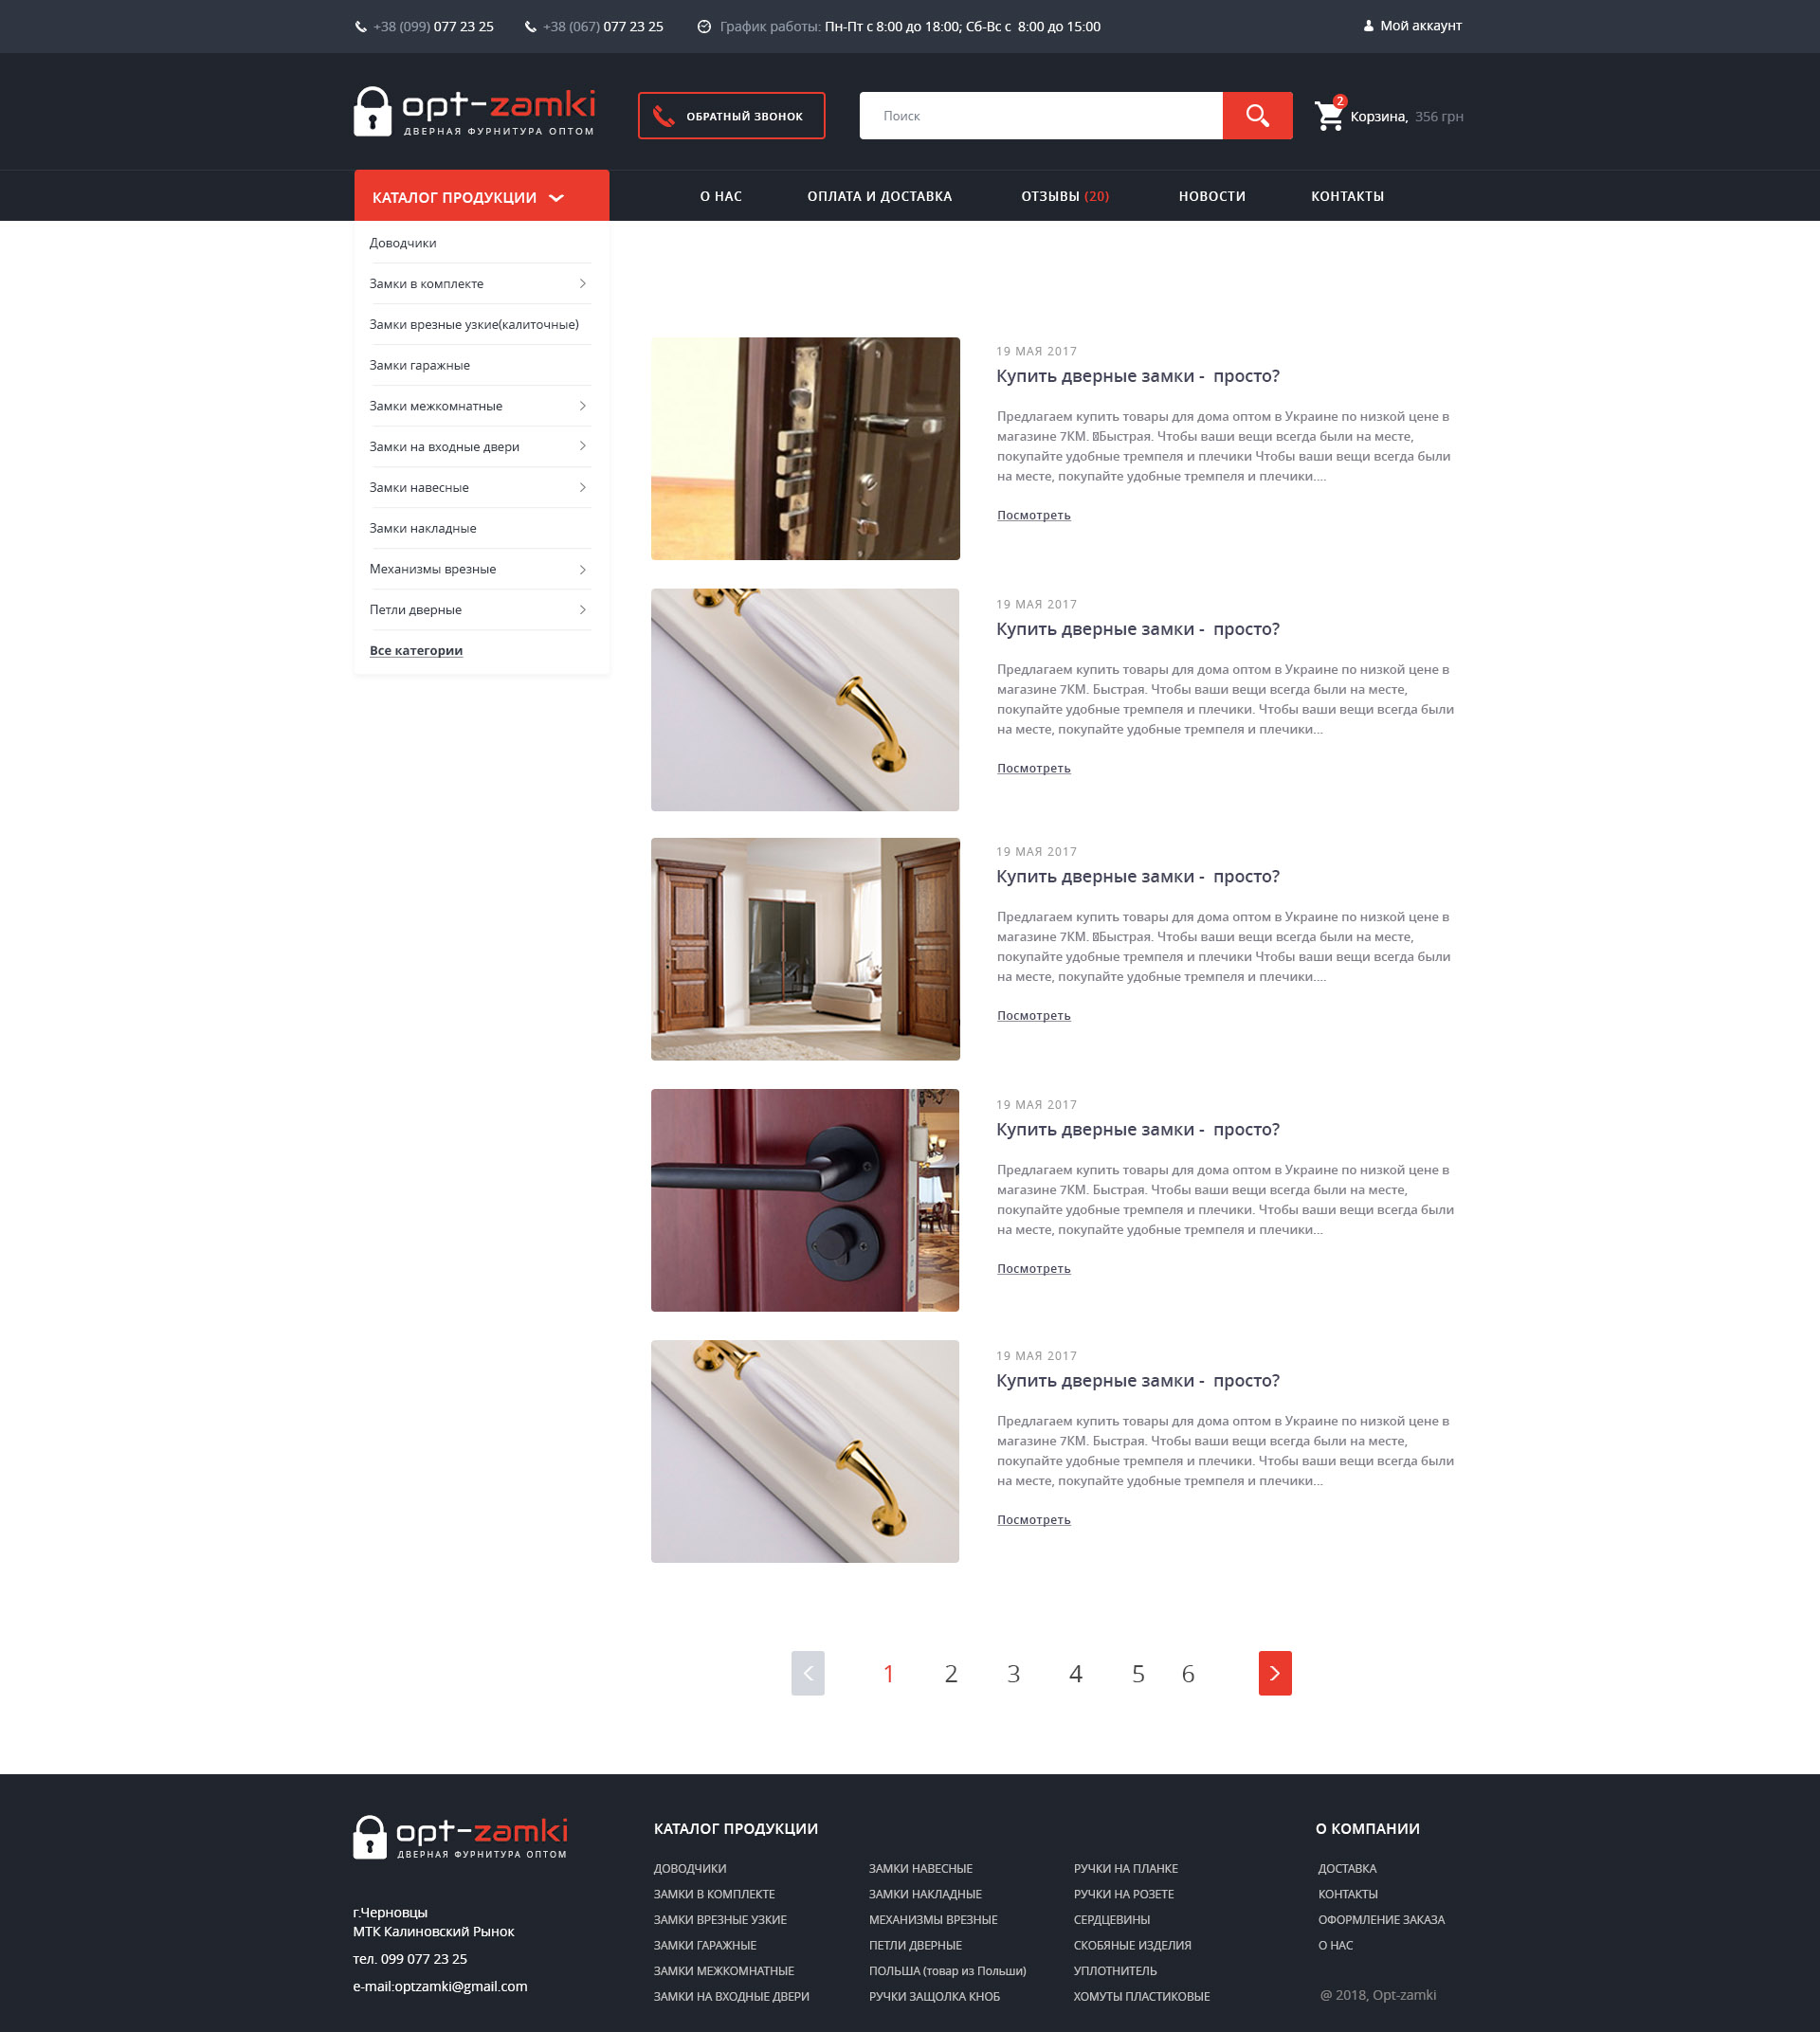 +38 (099) 077 23 25
+38 (067) 077 23 25
График работы: Пн-Пт с 8:00 до 18:00; Сб-Вс с 8:00 до 15:00
Мой аккаунт
opt-zamki
ДВЕРНАЯ ФУРНИТУРА ОПТОМ
ОБРАТНЫЙ ЗВОНОК
Поиск
2
Корзина, 356 грн
КАТАЛОГ ПРОДУКЦИИ
О НАС
ОПЛАТА И ДОСТАВКА
ОТЗЫВЫ (20)
НОВОСТИ
КОНТАКТЫ
Доводчики
Замки в комплекте
Замки врезные узкие(калиточные)
Замки гаражные
Замки межкомнатные
Замки на входные двери
Замки навесные
Замки накладные
Механизмы врезные
Петли дверные
Все категории
19 МАЯ 2017
Купить дверные замки - просто?
Предлагаем купить товары для дома оптом в Украине по низкой цене в
магазине 7КМ. Быстрая. Чтобы ваши вещи всегда были на месте,
покупайте удобные тремпеля и плечики Чтобы ваши вещи всегда были
на месте, покупайте удобные тремпеля и плечики....
Посмотреть
19 МАЯ 2017
Купить дверные замки - просто?
Предлагаем купить товары для дома оптом в Украине по низкой цене в
магазине 7КМ. Быстрая. Чтобы ваши вещи всегда были на месте,
покупайте удобные тремпеля и плечики. Чтобы ваши вещи всегда были
на месте, покупайте удобные тремпеля и плечики...
Посмотреть
19 МАЯ 2017
Купить дверные замки - просто?
Предлагаем купить товары для дома оптом в Украине по низкой цене в
магазине 7КМ. Быстрая. Чтобы ваши вещи всегда были на месте,
покупайте удобные тремпеля и плечики Чтобы ваши вещи всегда были
на месте, покупайте удобные тремпеля и плечики....
Посмотреть
19 МАЯ 2017
Купить дверные замки - просто?
Предлагаем купить товары для дома оптом в Украине по низкой цене в
магазине 7КМ. Быстрая. Чтобы ваши вещи всегда были на месте,
покупайте удобные тремпеля и плечики. Чтобы ваши вещи всегда были
на месте, покупайте удобные тремпеля и плечики...
Посмотреть
19 МАЯ 2017
Купить дверные замки - просто?
Предлагаем купить товары для дома оптом в Украине по низкой цене в
магазине 7КМ. Быстрая. Чтобы ваши вещи всегда были на месте,
покупайте удобные тремпеля и плечики. Чтобы ваши вещи всегда были
на месте, покупайте удобные тремпеля и плечики...
Посмотреть
1 2 3 4 5 6
opt-zamki
ДВЕРНАЯ ФУРНИТУРА ОПТОМ
г.Черновцы
МТК Калиновский Рынок
тел. 099 077 23 25
e-mail:optzamki@gmail.com
КАТАЛОГ ПРОДУКЦИИ
ДОВОДЧИКИ
ЗАМКИ В КОМПЛЕКТЕ
ЗАМКИ ВРЕЗНЫЕ УЗКИЕ
ЗАМКИ ГАРАЖНЫЕ
ЗАМКИ МЕЖКОМНАТНЫЕ
ЗАМКИ НА ВХОДНЫЕ ДВЕРИ
ЗАМКИ НАВЕСНЫЕ
ЗАМКИ НАКЛАДНЫЕ
МЕХАНИЗМЫ ВРЕЗНЫЕ
ПЕТЛИ ДВЕРНЫЕ
ПОЛЬША (товар из Польши)
РУЧКИ ЗАЩОЛКА КНОБ
РУЧКИ НА ПЛАНКЕ
РУЧКИ НА РОЗЕТЕ
СЕРДЦЕВИНЫ
СКОБЯНЫЕ ИЗДЕЛИЯ
УПЛОТНИТЕЛЬ
ХОМУТЫ ПЛАСТИКОВЫЕ
О КОМПАНИИ
ДОСТАВКА
КОНТАКТЫ
ОФОРМЛЕНИЕ ЗАКАЗА
О НАС
@ 2018, Opt-zamki